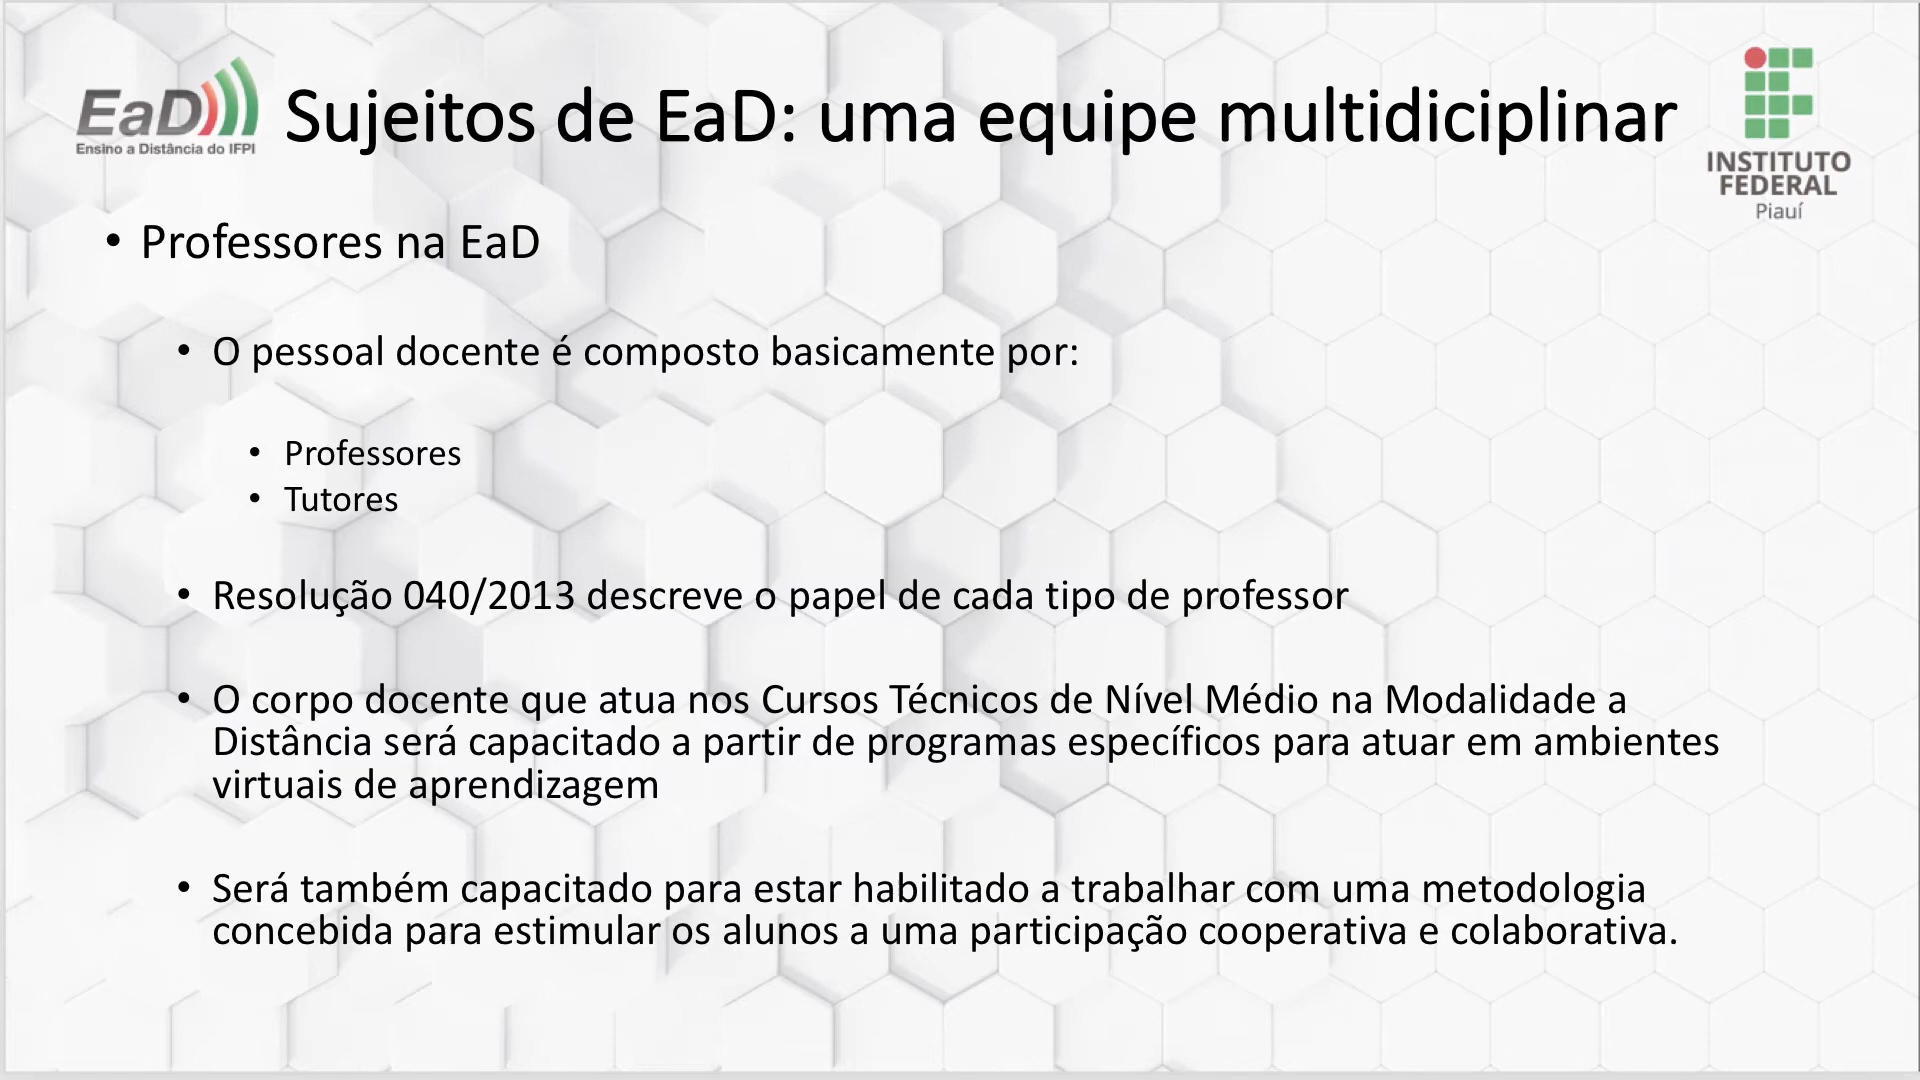 EaD
Ensino a Distância do IFPI
Sujeitos de EaD: uma equipe multidiciplinar
INSTITUTO
FEDERAL
Piauí
• Professores na EaD
• O pessoal docente é composto basicamente por:
• Professores
• Tutores
• Resolução 040/2013 descreve o papel de cada tipo de professor
• O corpo docente que atua nos Cursos Técnicos de Nível Médio na Modalidade a
Distância será capacitado a partir de programas específicos para atuar em ambientes
virtuais de aprendizagem
• Será também capacitado para estar habilitado a trabalhar com uma metodologia
concebida para estimular os alunos a uma participação cooperativa e colaborativa.